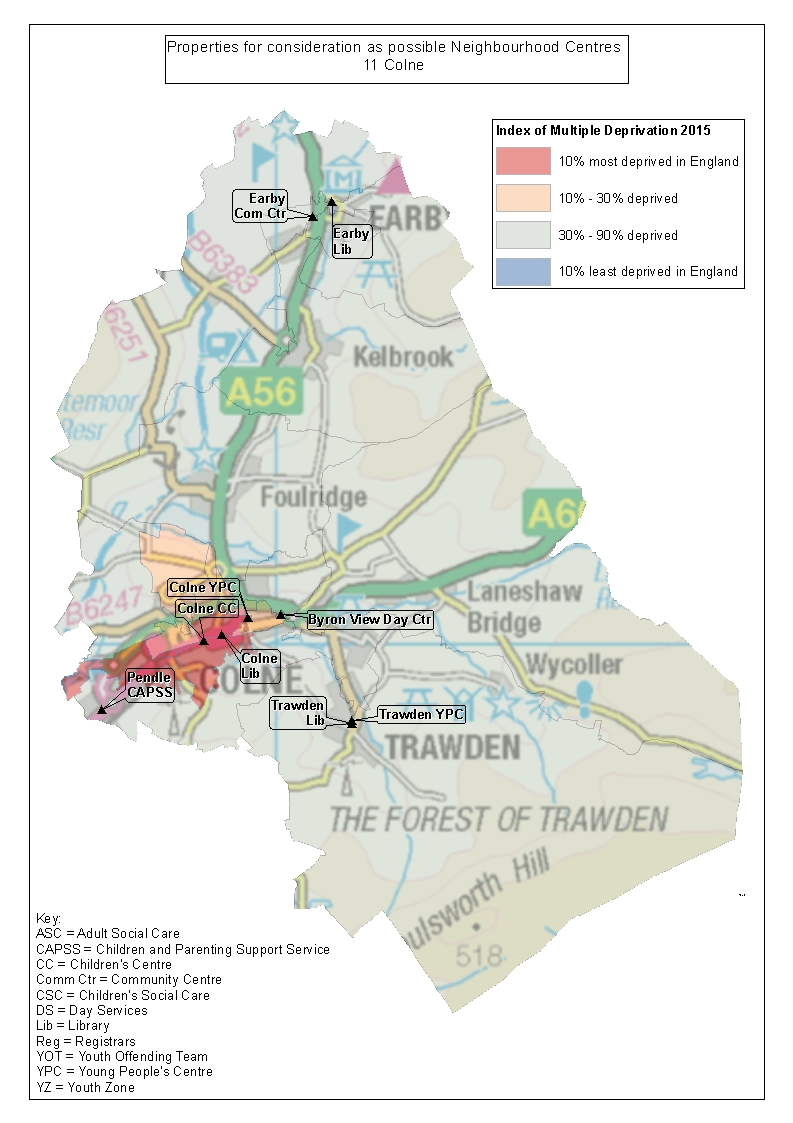 Properties for consideration as possible Neighbourhood Centres
11 Colne
Index of Multiple Deprivation 2015
10% most deprived in England
10% - 30% deprived
30% - 90% deprived
10% least deprived in England
Earby
Com Ctr
EARB
Earby
Lib
B6383
6251
Kelbrook
A56
temoor
Resr
Foulridge
A6
Colne YPC
B6247
Colne CC
Byron View Day Ctr
Laneshaw
Bridge
Colne
Lib
Wycoller
COLNE
Pendle
CAPSS
Trawden
Lib
Trawden YPC
TRAWDEN
THE FOREST OF TRAWDEN
ulsworth Hill
518
Key:
ASC = Adult Social Care
CAPSS = Children and Parenting Support Service
CC = Children's Centre
Comm Ctr = Community Centre
CSC = Children's Social Care
DS = Day Services
Lib = Library
Reg = Registrars
YOT = Youth Offending Team
YPC = Young People's Centre
YZ = Youth Zone